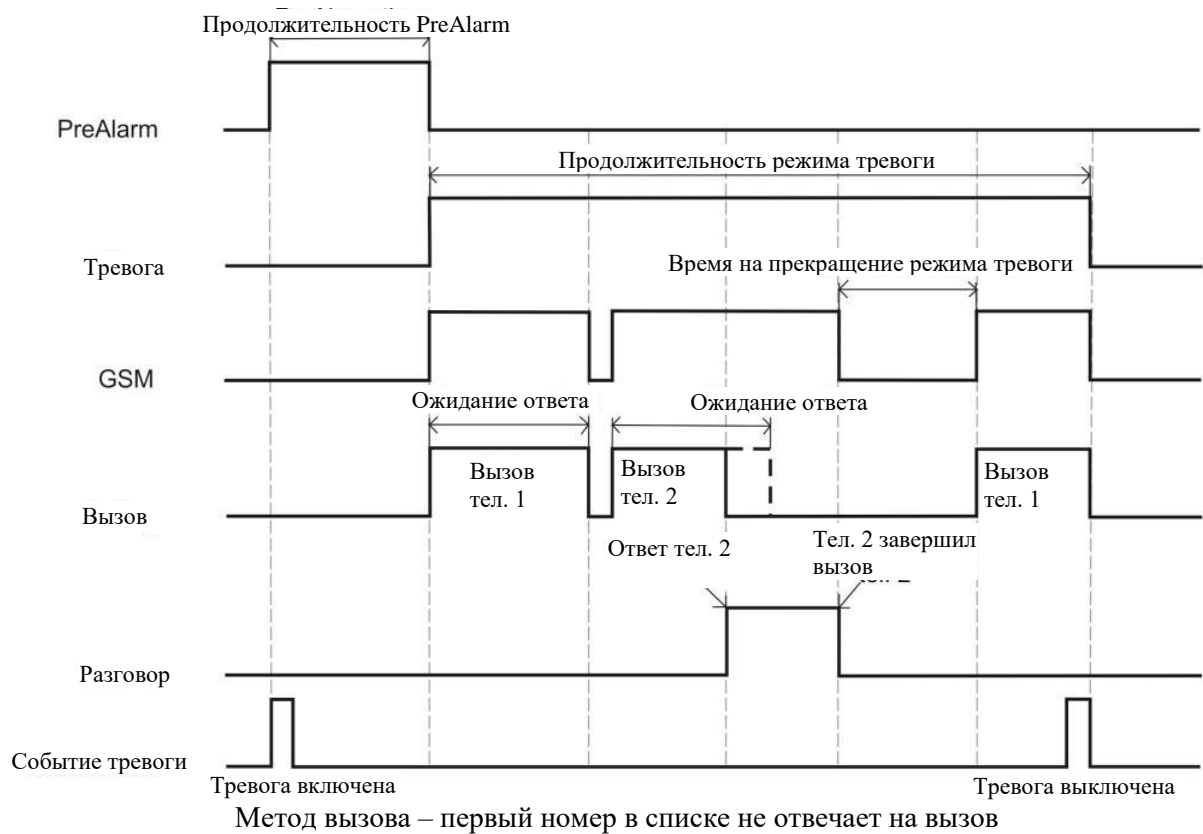 Продолжительность PreAlarm
PreAlarm
Продолжительность режима тревоги
Тревога
Время на прекращение режима тревоги
GSM
Ожидание ответа
Ожидание ответа
Вызов
тел. 1
Вызов
тел. 2
Вызов
тел. 1
Вызов
Ответ тел. 2
Тел. 2 завершил
вызов
Разговор
Событие тревоги
Тревога включена
Тревога выключена
Метод вызова – первый номер в списке не отвечает на вызов